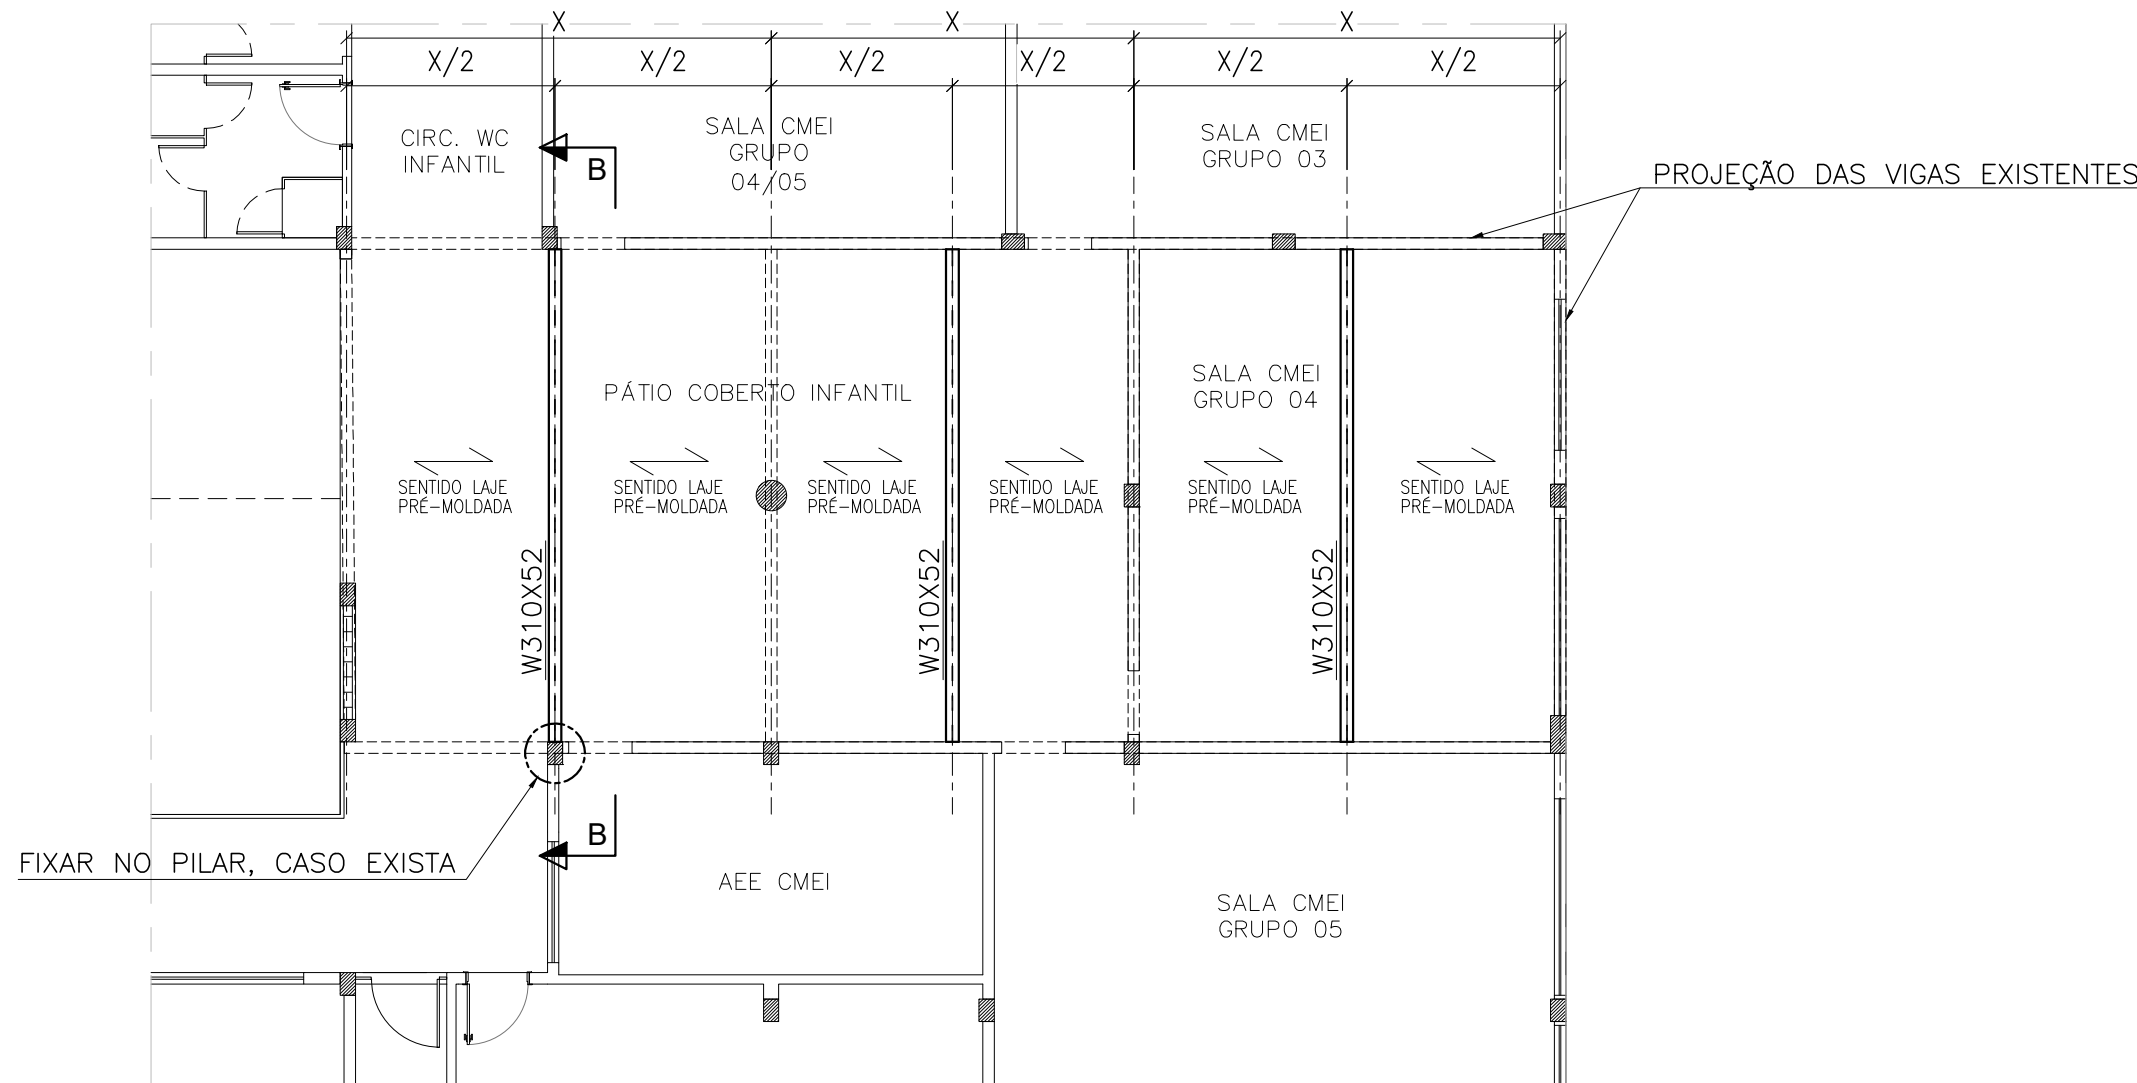 X
X
X
X/2
X/2
X/2
X/2
X/2
X/2
CIRC. WC
INFANTIL
B
SALA CMEI
GRUPO
04/05
SALA CMEI
GRUPO 03
PROJEÇÃO DAS VIGAS EXISTENTES
PÁTIO COBERTO INFANTIL
SALA CMEI
GRUPO 04
SENTIDO LAJE
PRÉ-MOLDADA
SENTIDO LAJE
PRÉ-MOLDADA
SENTIDO LAJE
PRÉ-MOLDADA
SENTIDO LAJE
PRÉ-MOLDADA
SENTIDO LAJE
PRÉ-MOLDADA
SENTIDO LAJE
PRÉ-MOLDADA
W310X52
W310X52
W310X52
B
FIXAR NO PILAR, CASO EXISTA
AEE CMEI
SALA CMEI
GRUPO 05